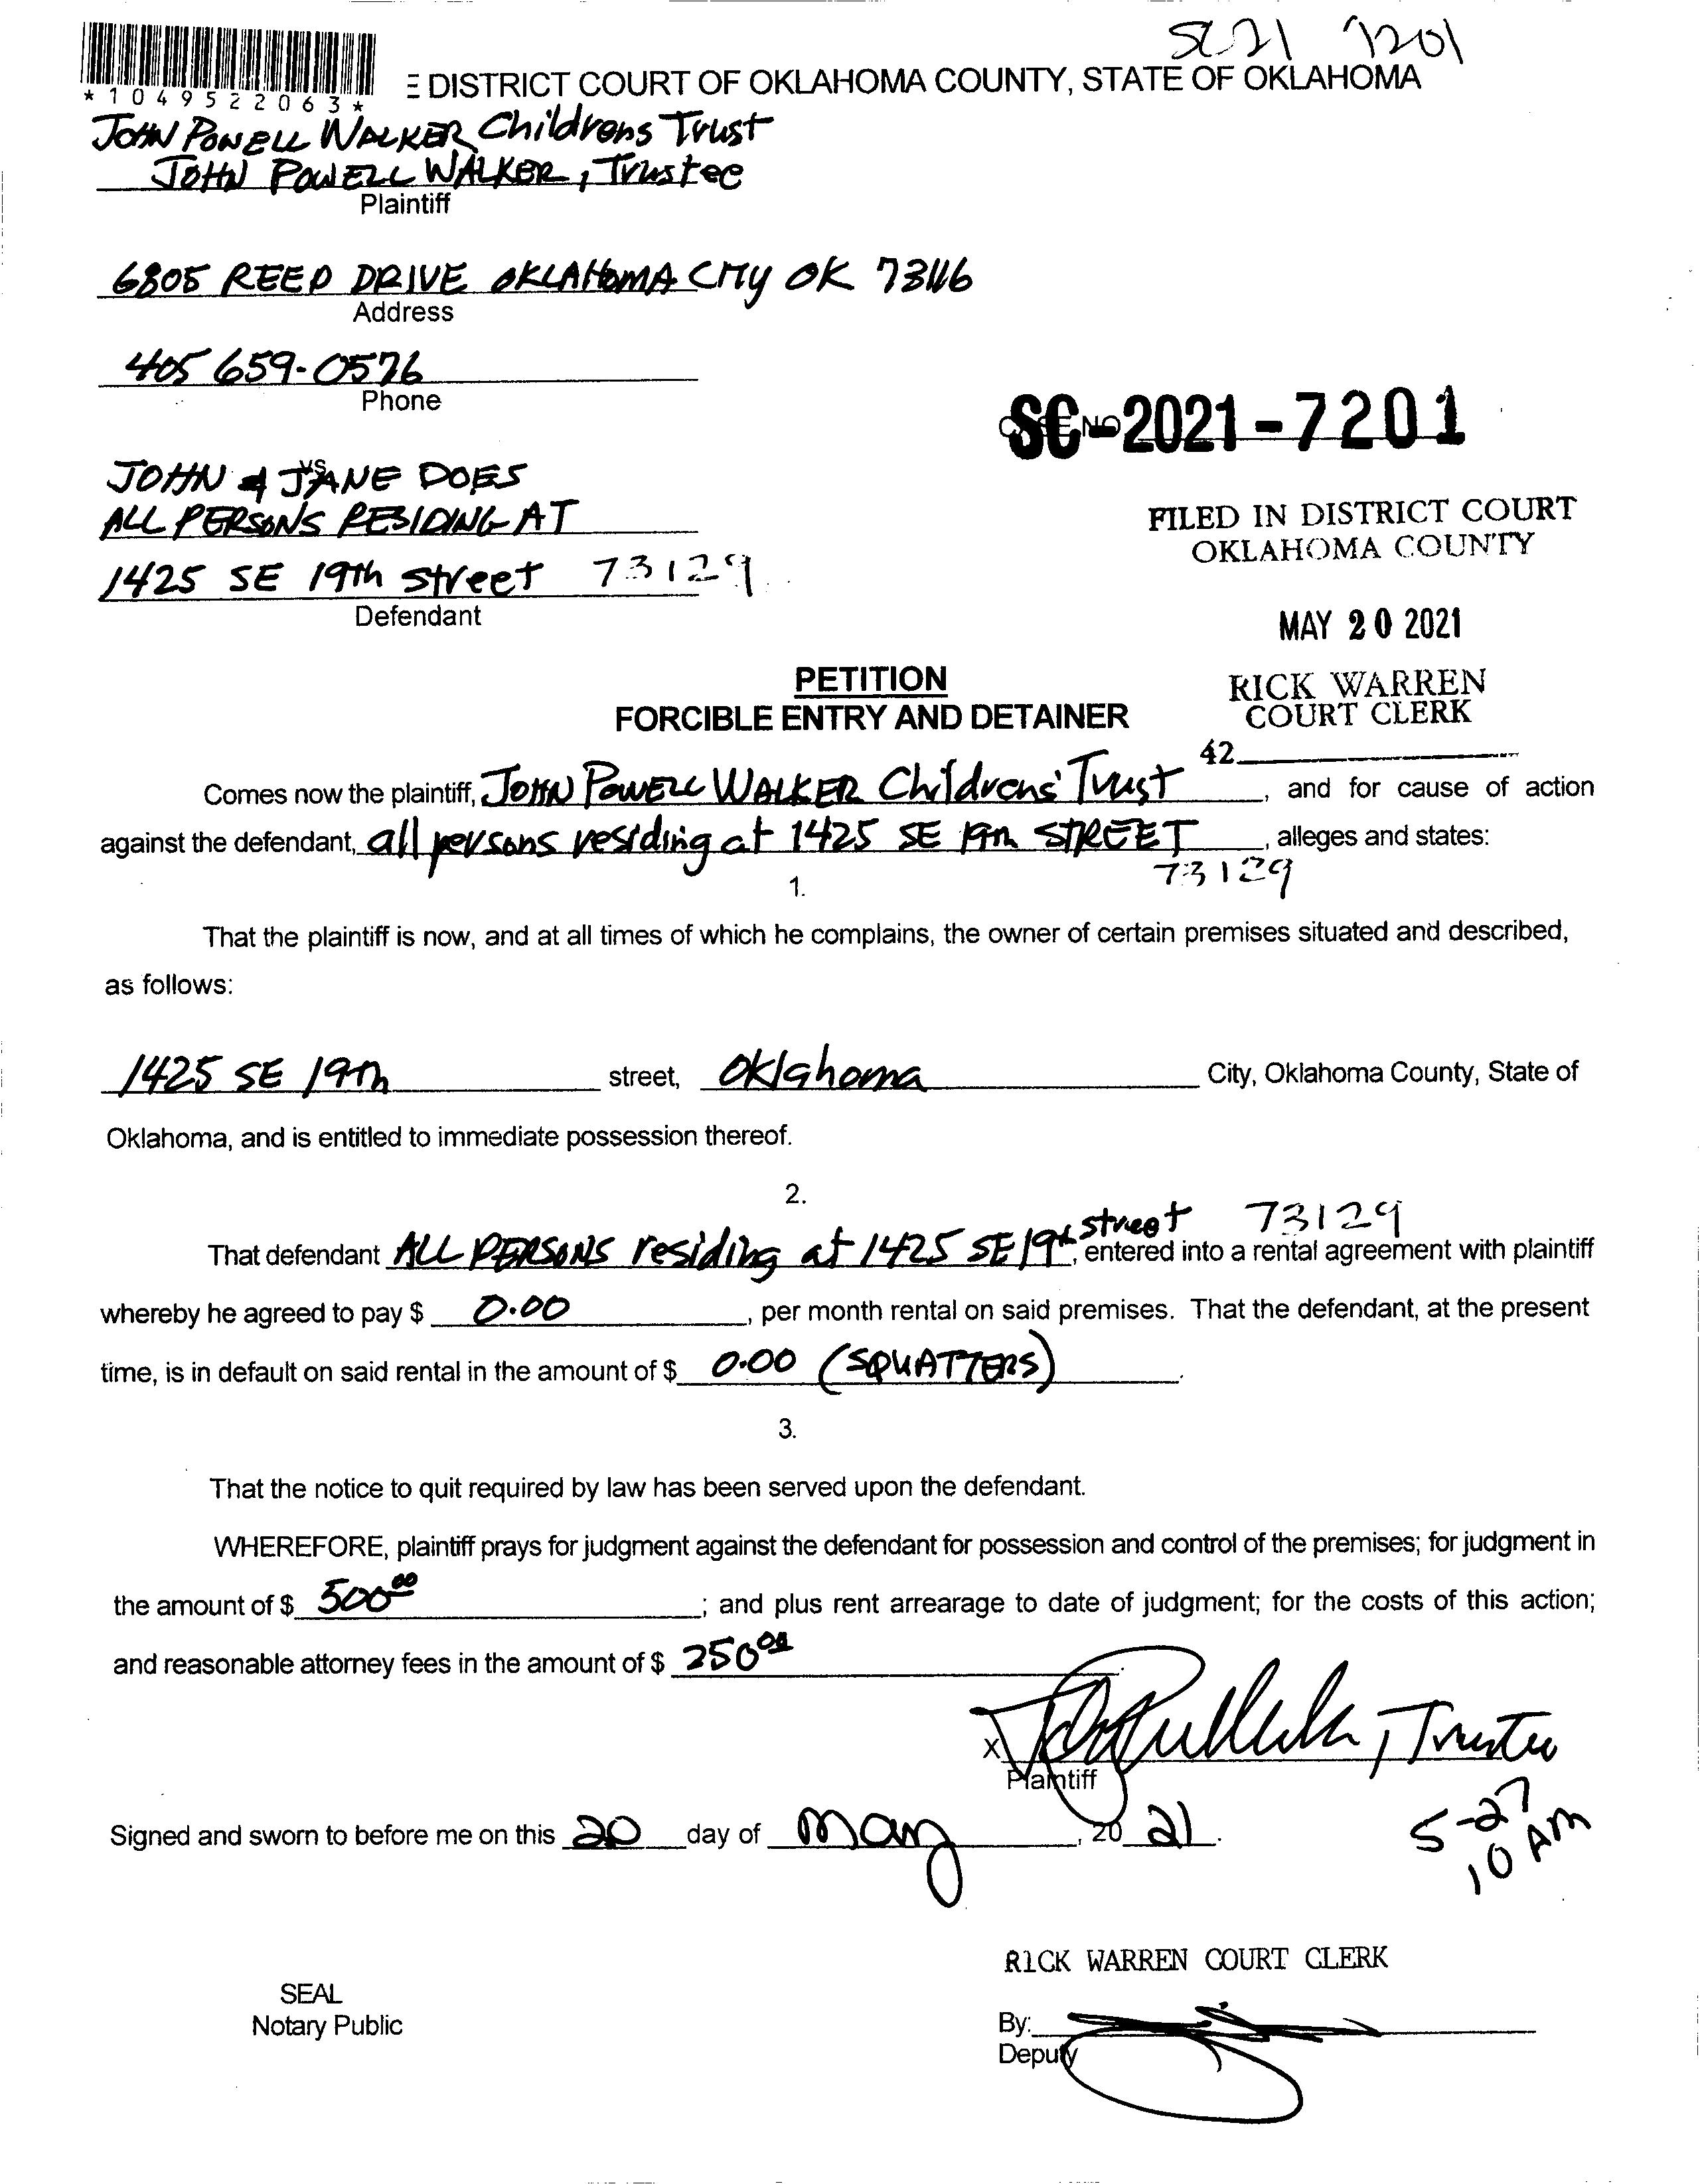 SC21 7201
*1049522063*
E DISTRICT COURT OF OKLAHOMA COUNTY, STATE OF OKLAHOMA
JOHN POWELL WALKER Childrens Trust
JOHN POWELL WALKER, Trustee
Plaintiff
6805 REED DRIVE OKLAHOMA CITY OK 73116
Address
405 659-0576
Phone
CASE NO
SC-2021-7201
vs
JOHN & JANE DOES
ALL PERSONS RESIDING AT
1425 SE 19th street 73129
Defendant
FILED IN DISTRICT COURT
OKLAHOMA COUNTY
MAY 20 2021
RICK WARREN
COURT CLERK
42
PETITION
FORCIBLE ENTRY AND DETAINER
Comes now the plaintiff, JOHN POWELL WALKER Childrens' Trust, and for cause of action
against the defendant, all persons residing at 1425 SE 19th STREET, alleges and states:
73129
1.
That the plaintiff is now, and at all times of which he complains, the owner of certain premises situated and described,
as follows:
1425 SE 19th street, Oklahoma City, Oklahoma County, State of
Oklahoma, and is entitled to immediate possession thereof.
2.
That defendant ALL PERSONS residing at 1425 SE 19th street 73129, entered into a rental agreement with plaintiff
whereby he agreed to pay $ 0.00, per month rental on said premises. That the defendant, at the present
time, is in default on said rental in the amount of $ 0.00 (SQUATTERS).
3.
That the notice to quit required by law has been served upon the defendant.
WHEREFORE, plaintiff prays for judgment against the defendant for possession and control of the premises; for judgment in
the amount of $ 500 00; and plus rent arrearage to date of judgment; for the costs of this action;
and reasonable attorney fees in the amount of $ 250 00.
X , Trustee
Plaintiff
Signed and sworn to before me on this 20 day of May, 20 21.
5-27
10 AM
RICK WARREN COURT CLERK
SEAL
Notary Public
By:
Deputy